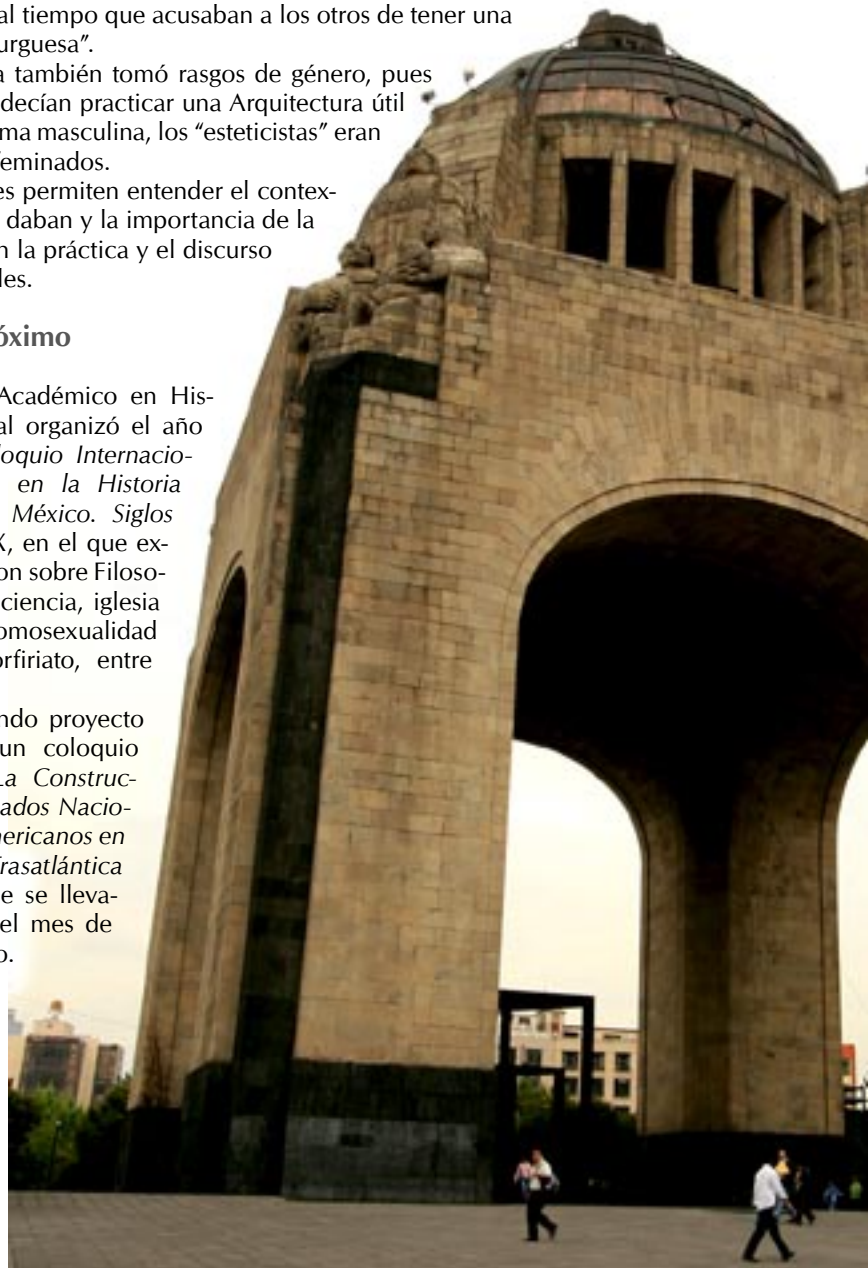 al tiempo que acusaban a los otros de tener una
urguesa”.
a también tomó rasgos de género, pues
decían practicar una Arquitectura útil
ma masculina, los “esteticistas” eran
feminados.
es permiten entender el contex-
daban y la importancia de la
n la práctica y el discurso
les.
óximo
Académico en His-
al organizó el año
loquio Internacio-
en la Historia
México. Siglos
X, en el que ex-
on sobre Filoso-
ciencia, iglesia
omosexualidad
orfiriato, entre
ndo proyecto
un coloquio
La Construc-
ados Nacio-
mericanos en
Trasatlántica
e se lleva-
el mes de
o.